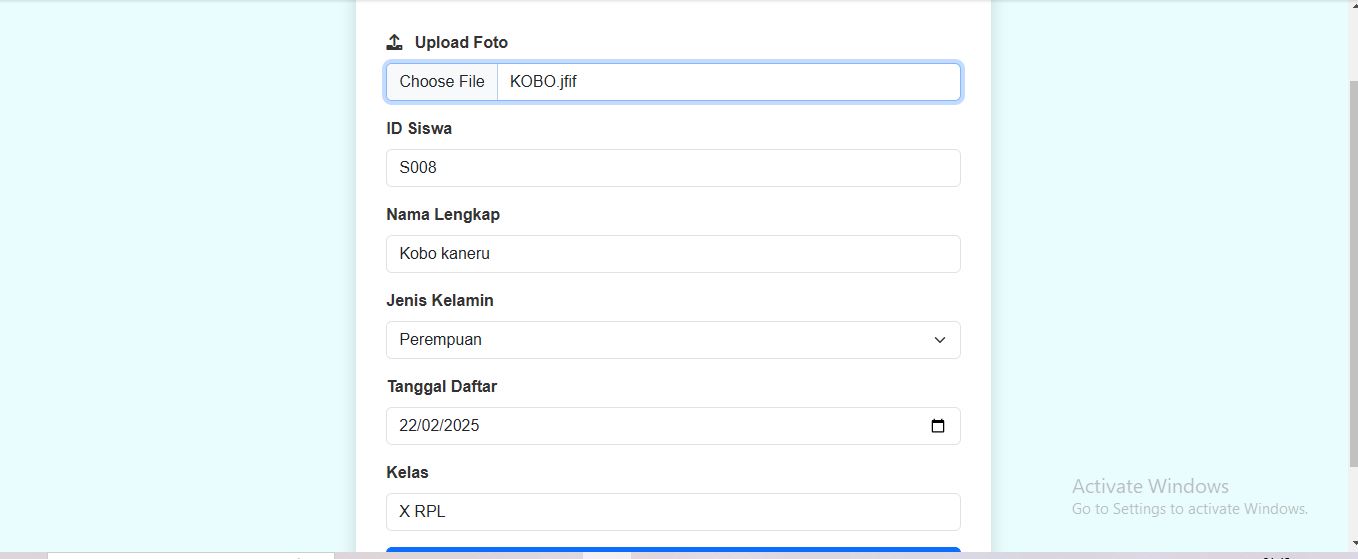 Upload Foto
Choose File KOBO.jfif
ID Siswa
S008
Nama Lengkap
Kobo kaneru
Jenis Kelamin
Perempuan
Tanggal Daftar
22/02/2025
Kelas
X RPL
Activate Windows
Go to Settings to activate Windows.